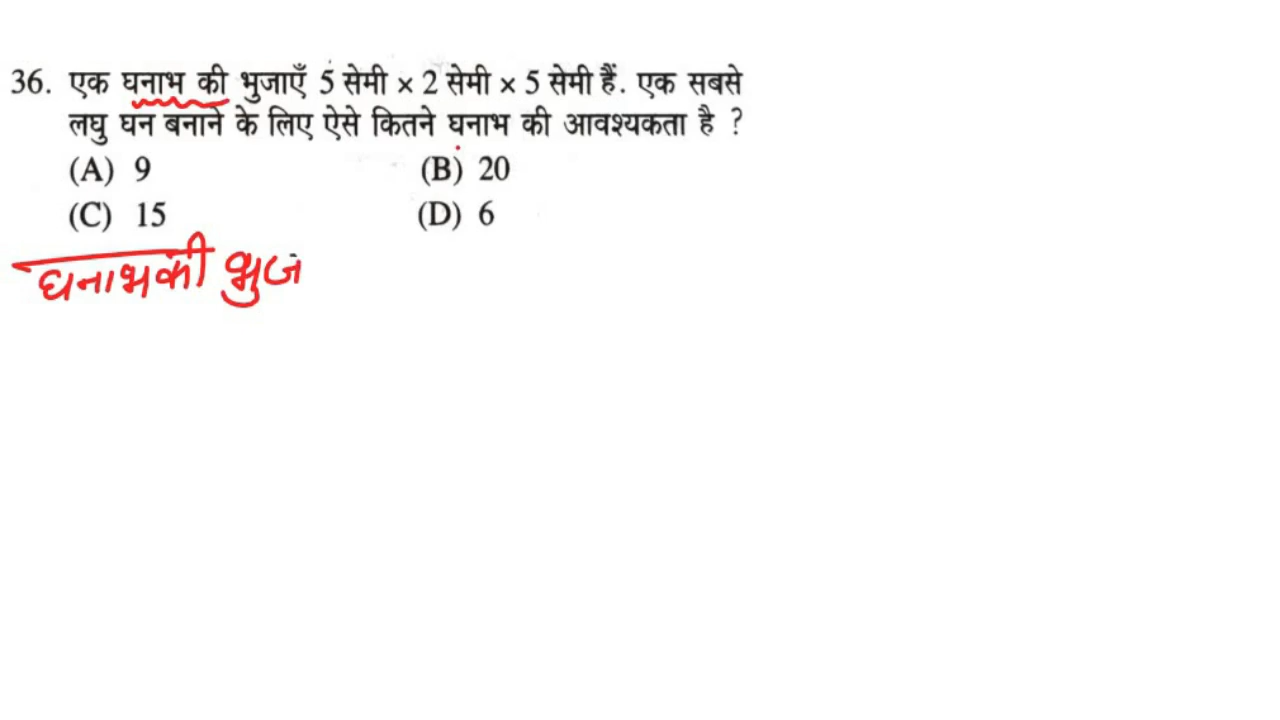 36. एक घनाभ की भुजाएँ 5 सेमी × 2 सेमी × 5 सेमी हैं. एक सबसे
लघु घन बनाने के लिए ऐसे कितने घनाभ की आवश्यकता है ?
(A) 9 (B) 20
(C) 15 (D) 6
घनाभ की भुज